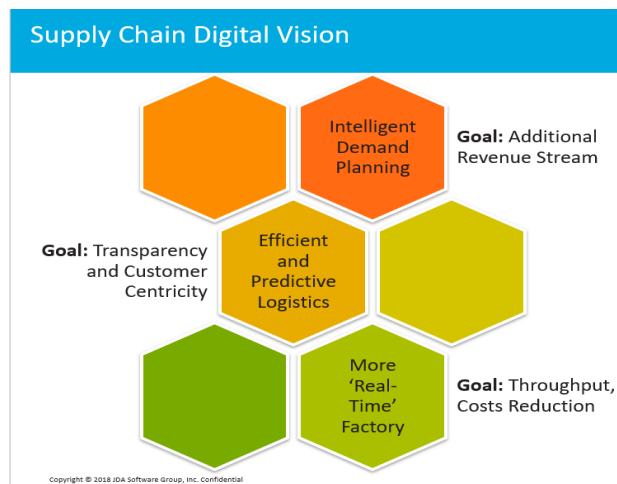 Supply Chain Digital Vision
Intelligent
Demand
Planning
Goal: Additional
Revenue Stream
Goal: Transparency
and Customer
Centricity
Efficient
and
Predictive
Logistics
More
‘Real-
Time’
Factory
Goal: Throughput,
Costs Reduction
Copyright © 2018 JDA Software Group, Inc. Confidential